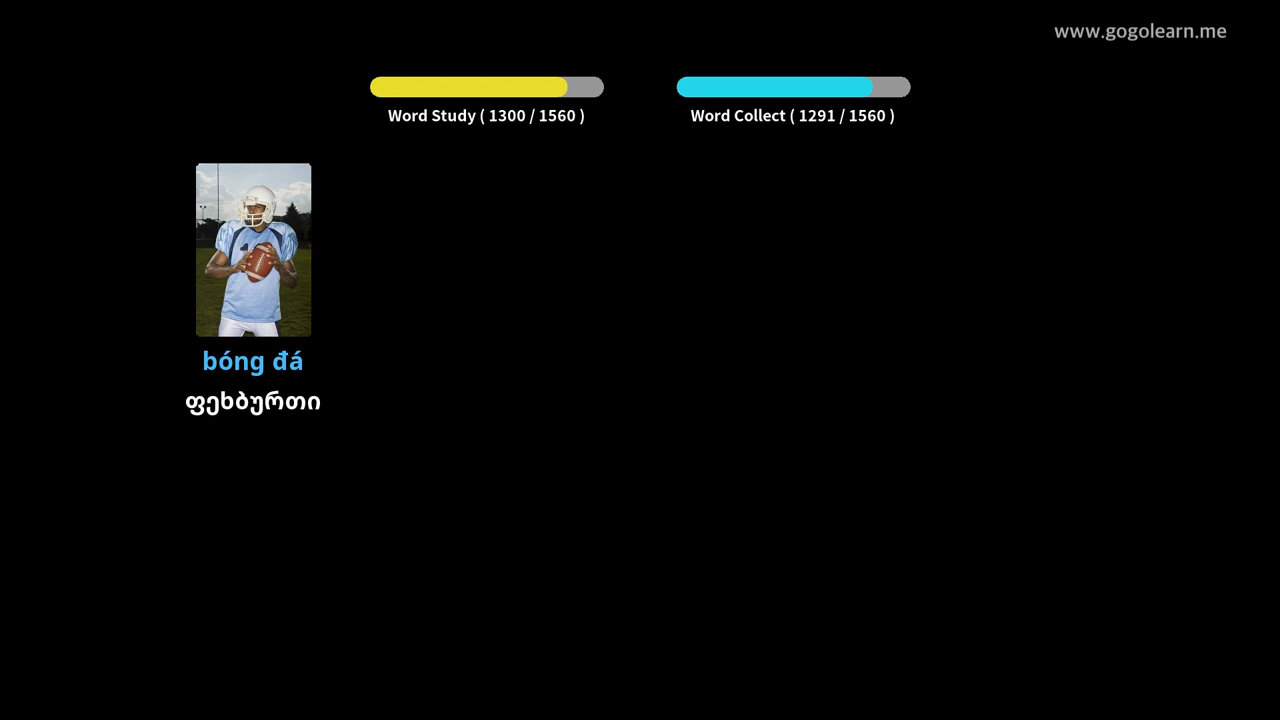 www.gogolearn.me
Word Study ( 1300 / 1560 )
Word Collect ( 1291 / 1560 )
bóng đá
ფეხბურთი